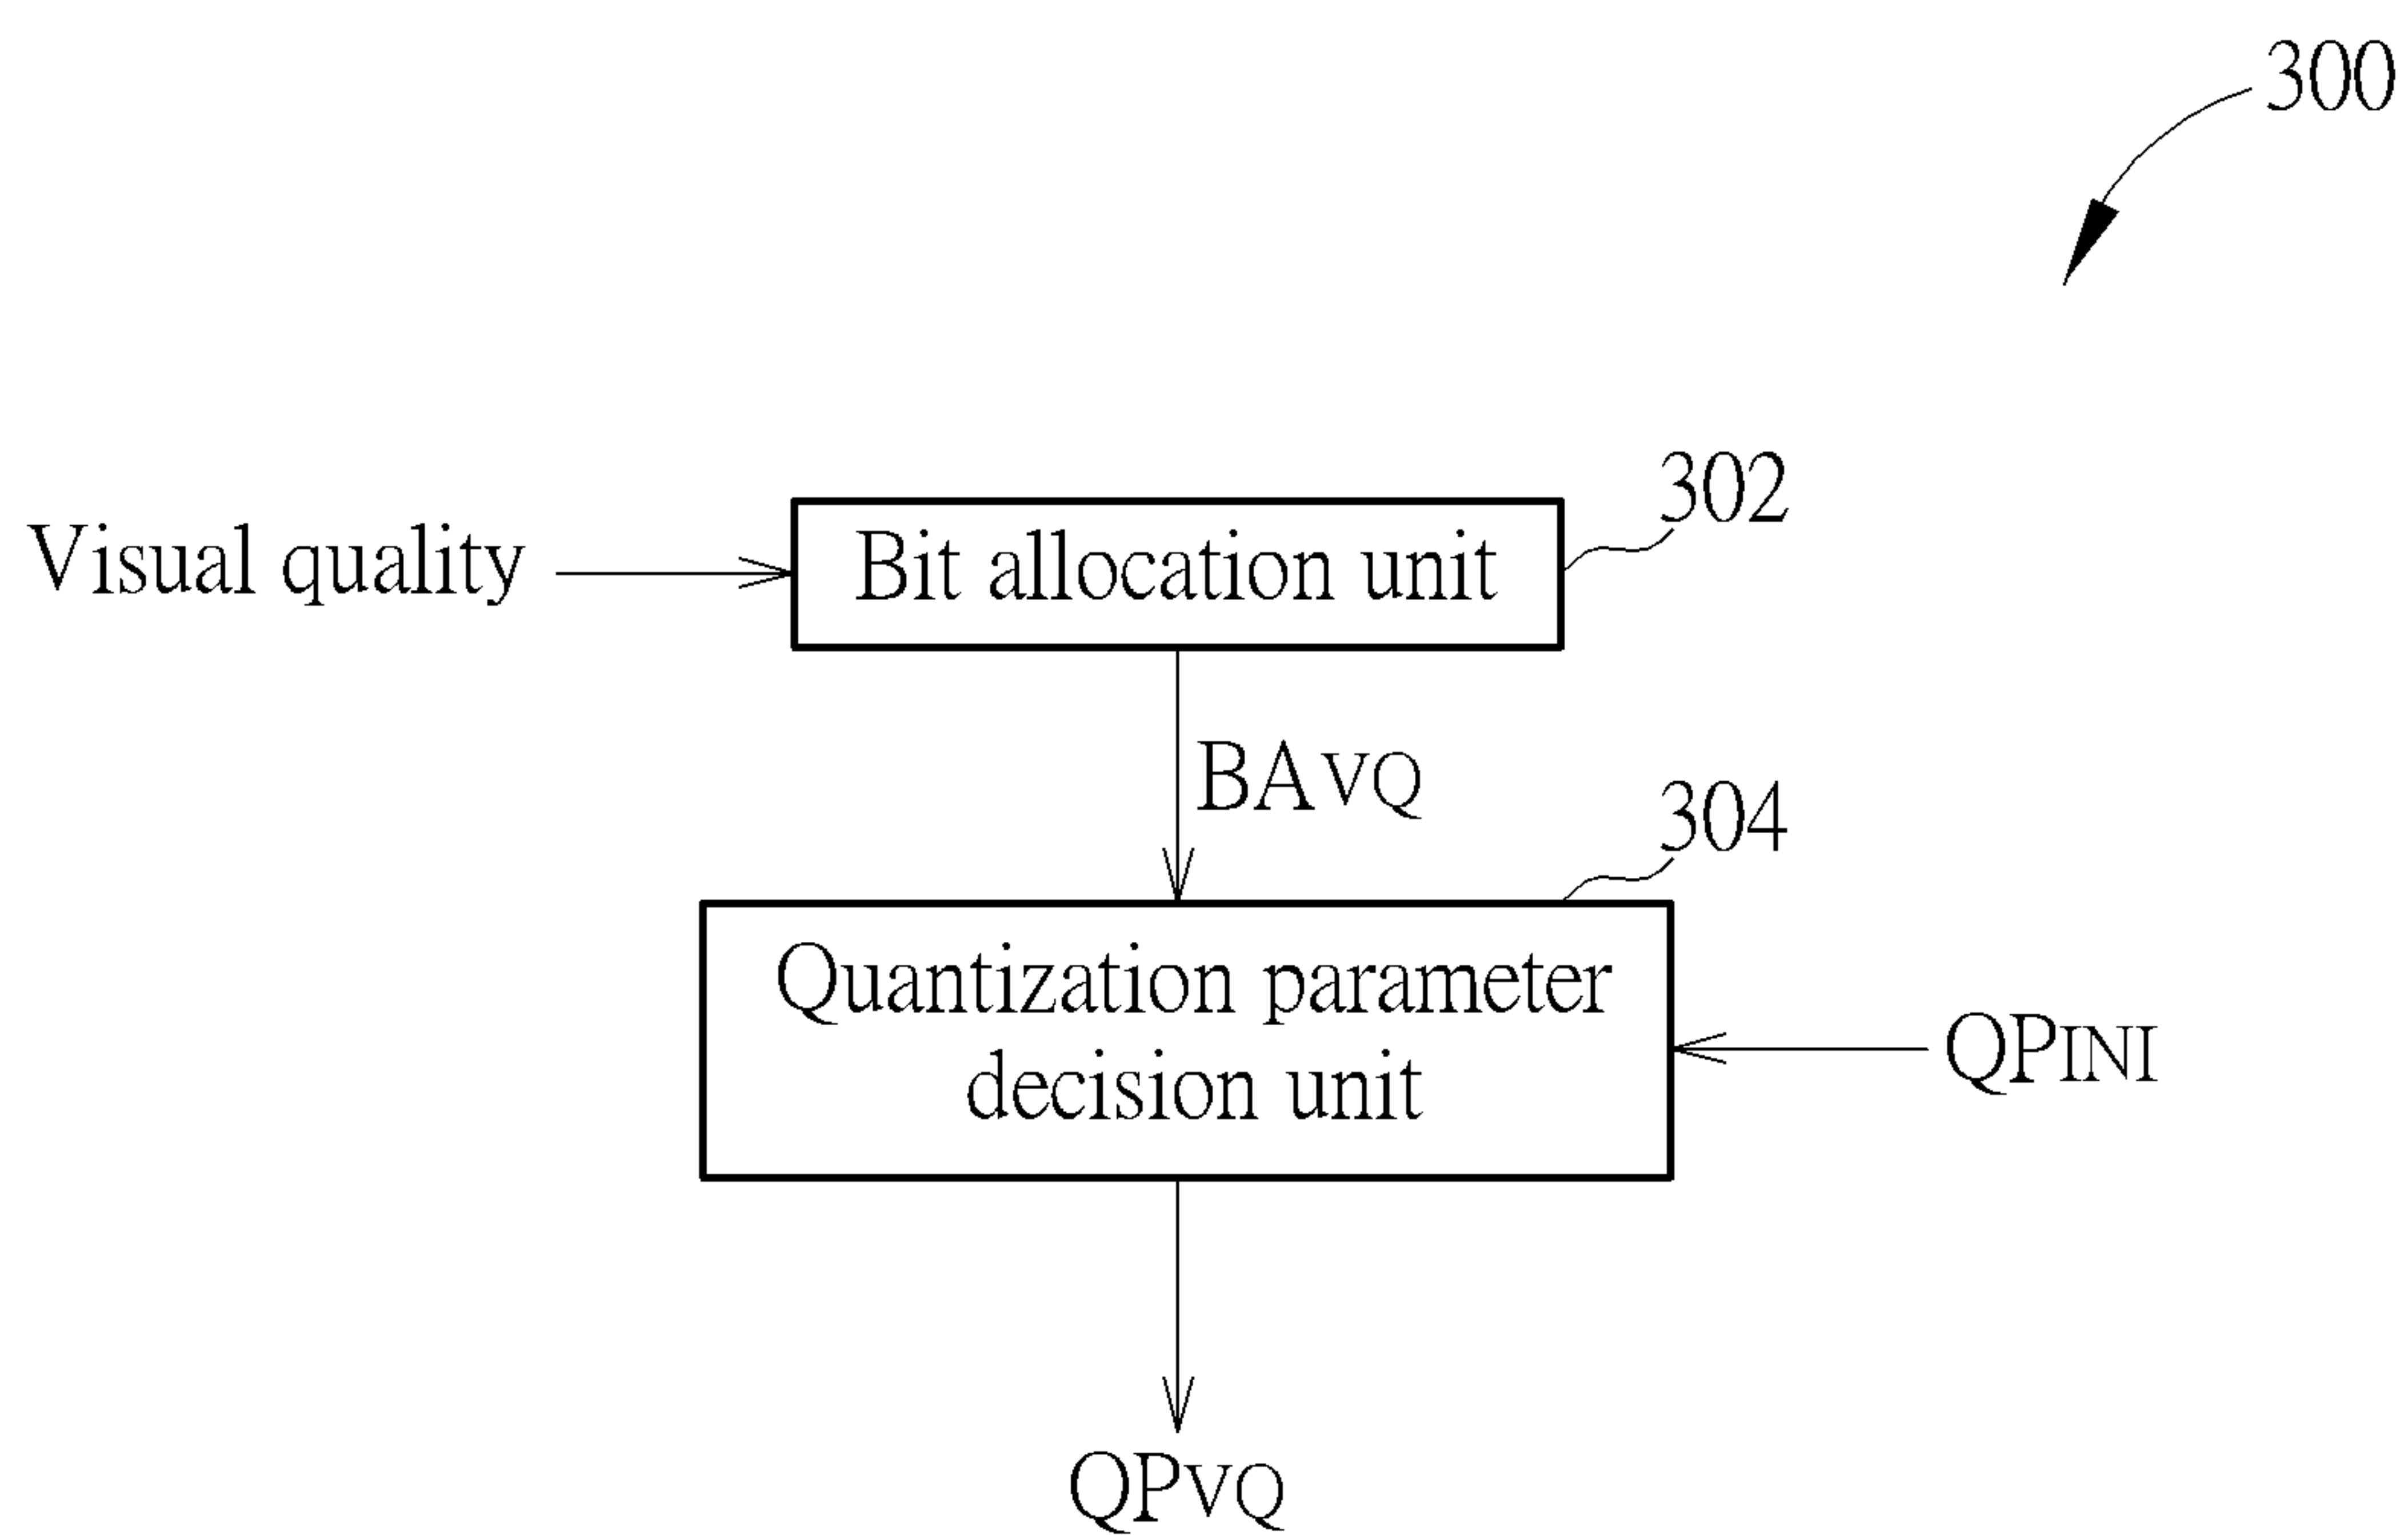 300
302
Visual quality
Bit allocation unit
BAVQ
304
Quantization parameter
decision unit
QPINI
QPVQ